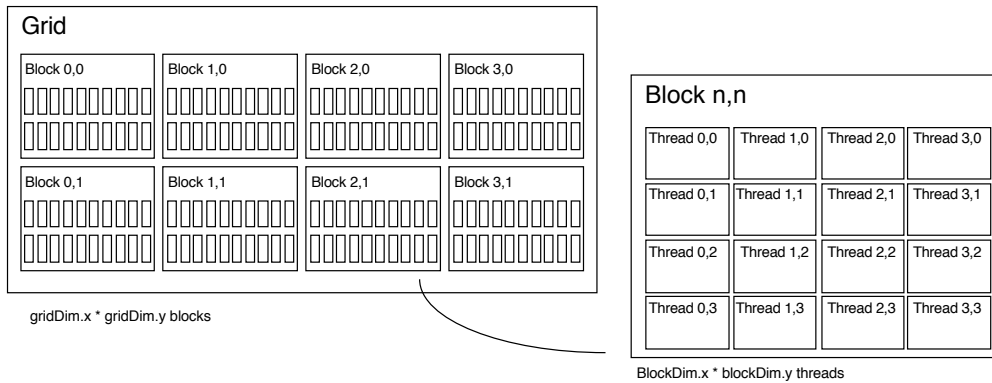 Grid
Block 0,0 Block 1,0 Block 2,0 Block 3,0
Block 0,1 Block 1,1 Block 2,1 Block 3,1
gridDim.x * gridDim.y blocks
Block n,n
Thread 0,0 Thread 1,0 Thread 2,0 Thread 3,0
Thread 0,1 Thread 1,1 Thread 2,1 Thread 3,1
Thread 0,2 Thread 1,2 Thread 2,2 Thread 3,2
Thread 0,3 Thread 1,3 Thread 2,3 Thread 3,3
BlockDim.x * blockDim.y threads